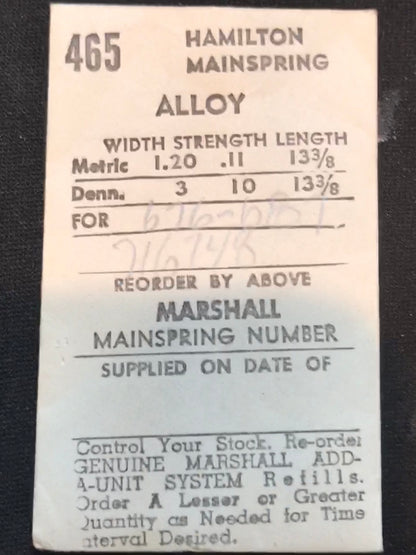 465 HAMILTON
MAINSPRING
ALLOY
WIDTH STRENGTH LENGTH
Metric 1.20 .11 13 3/8
Denn. 3 10 13 3/8
FOR
REORDER BY ABOVE
MARSHALL
MAINSPRING NUMBER
SUPPLIED ON DATE OF
Control Your Stock. Re-order
GENUINE MARSHALL ADD-
A-UNIT SYSTEM Refills.
Order A Lesser or Greater
Quantity as Needed for Time
Interval Desired.